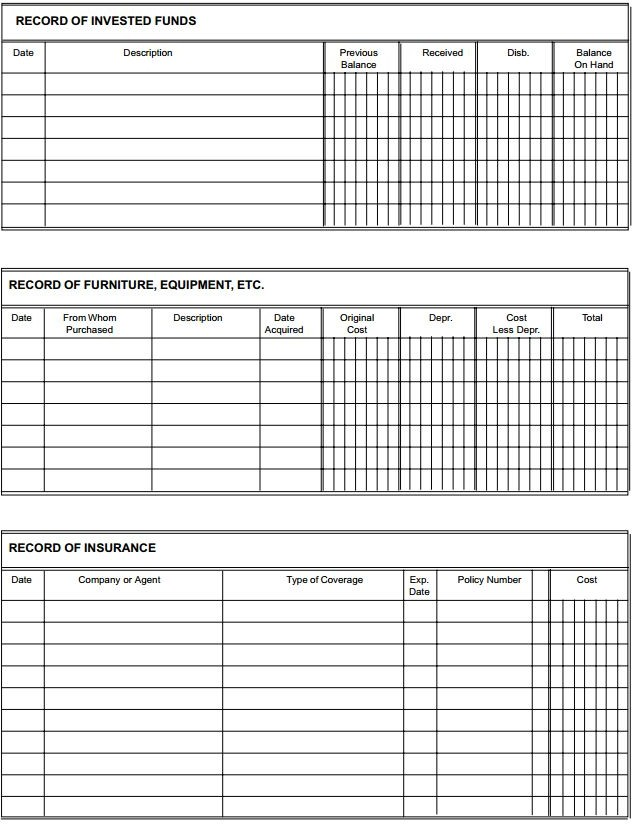 RECORD OF INVESTED FUNDS
Date Description Previous Balance Received Disb. Balance On Hand
RECORD OF FURNITURE, EQUIPMENT, ETC.
Date From Whom Purchased Description Date Acquired Original Cost Depr. Cost Less Depr. Total
RECORD OF INSURANCE
Date Company or Agent Type of Coverage Exp. Date Policy Number Cost